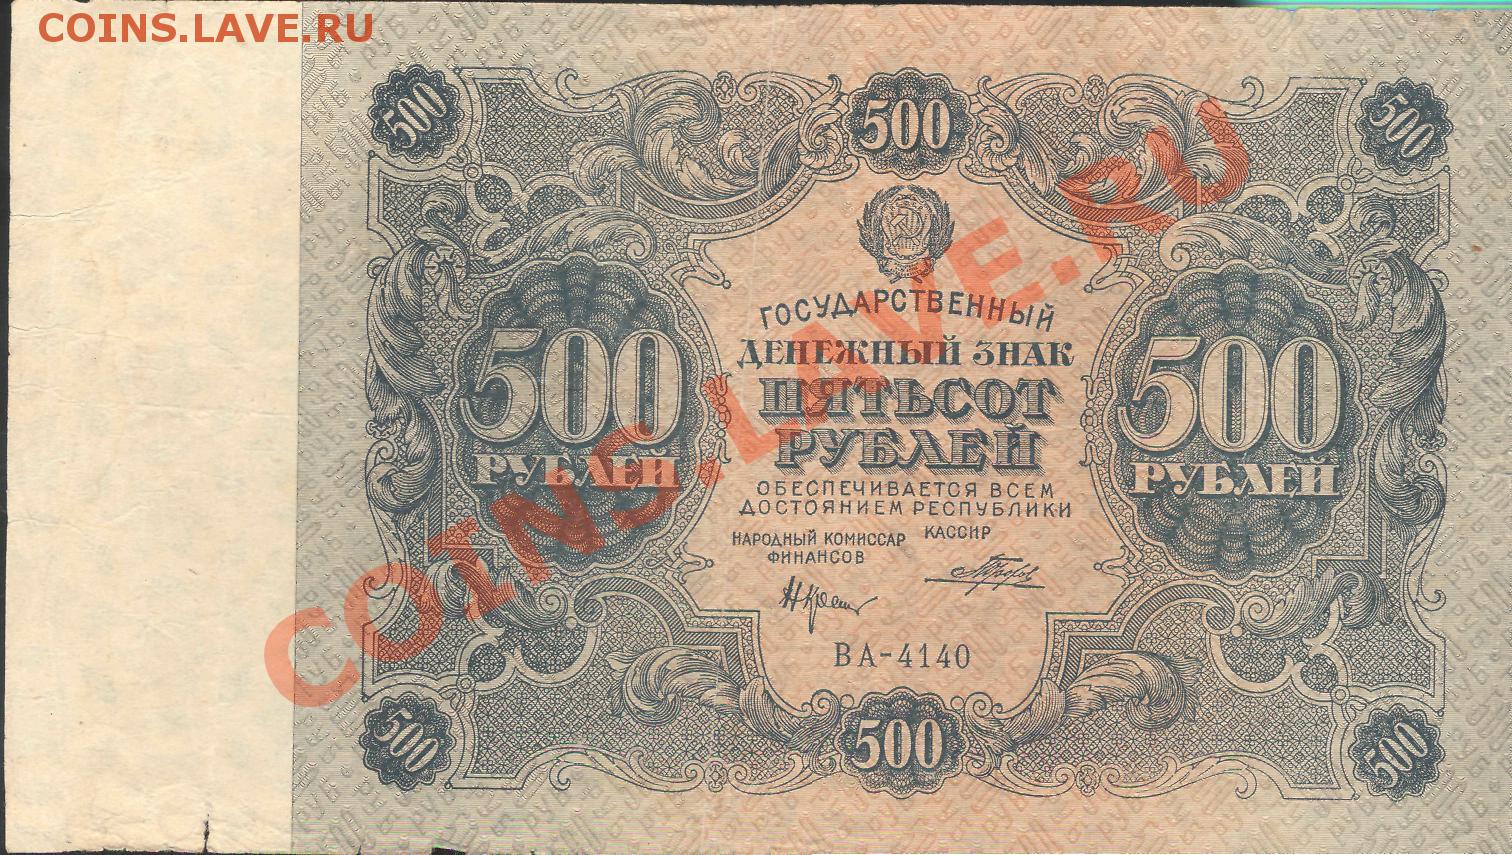 COINS.LAVE.RU
500 500 500
ГОСУДАРСТВЕННЫЙ
ДЕНЕЖНЫЙ ЗНАК
ПЯТЬСОТ
РУБЛЕЙ
500 РУБЛЕЙ
500 РУБЛЕЙ
ОБЕСПЕЧИВАЕТСЯ ВСЕМ
ДОСТОЯНИЕМ РЕСПУБЛИКИ
НАРОДНЫЙ КОМИССАР
ФИНАНСОВ
КАССИР
ВА-4140
500 500 500
COINS.LAVE.RU